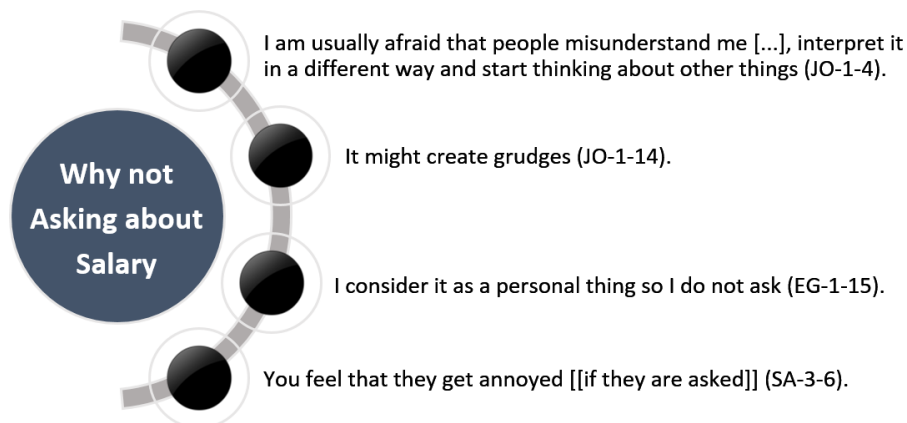 Why not
Asking about
Salary
I am usually afraid that people misunderstand me [...], interpret it
in a different way and start thinking about other things (JO-1-4).
It might create grudges (JO-1-14).
I consider it as a personal thing so I do not ask (EG-1-15).
You feel that they get annoyed [[if they are asked]] (SA-3-6).